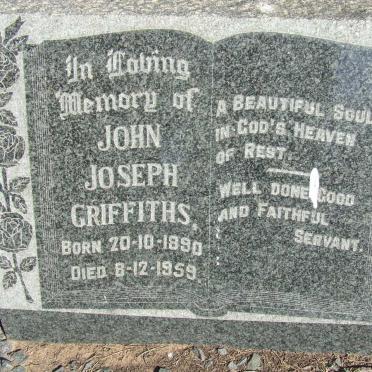 In Loving
Memory of
JOHN
JOSEPH
GRIFFITHS,
BORN 20-10-1890
DIED 8-12-1959.
A BEAUTIFUL SOUL
IN GOD'S HEAVEN
OF REST.
WELL DONE GOOD
AND FAITHFUL
SERVANT.